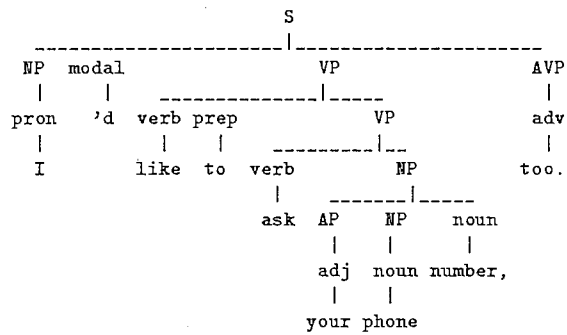 S
NP modal VP AVP
pron 'd verb prep VP adv
I like to verb NP too.
ask AP NP noun
adj noun number,
your phone